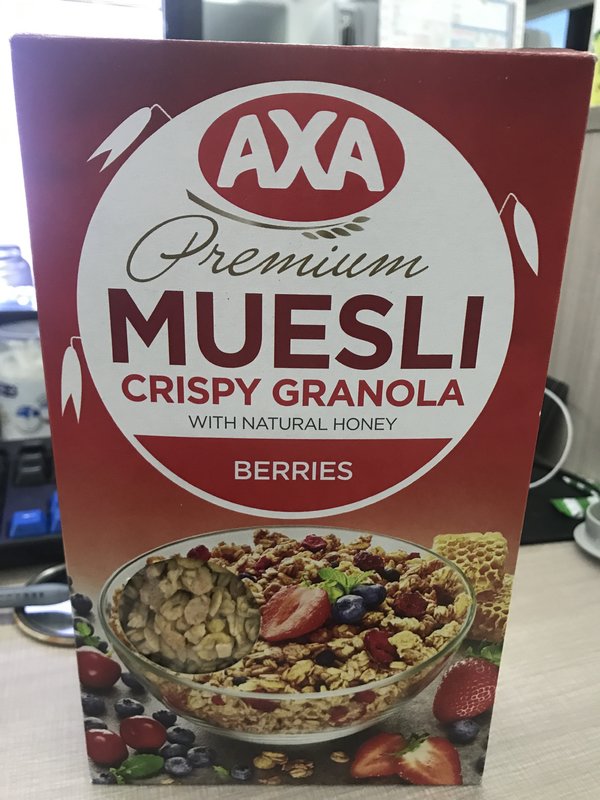 AXA
Premium
MUESLI
CRISPY GRANOLA
WITH NATURAL HONEY
BERRIES